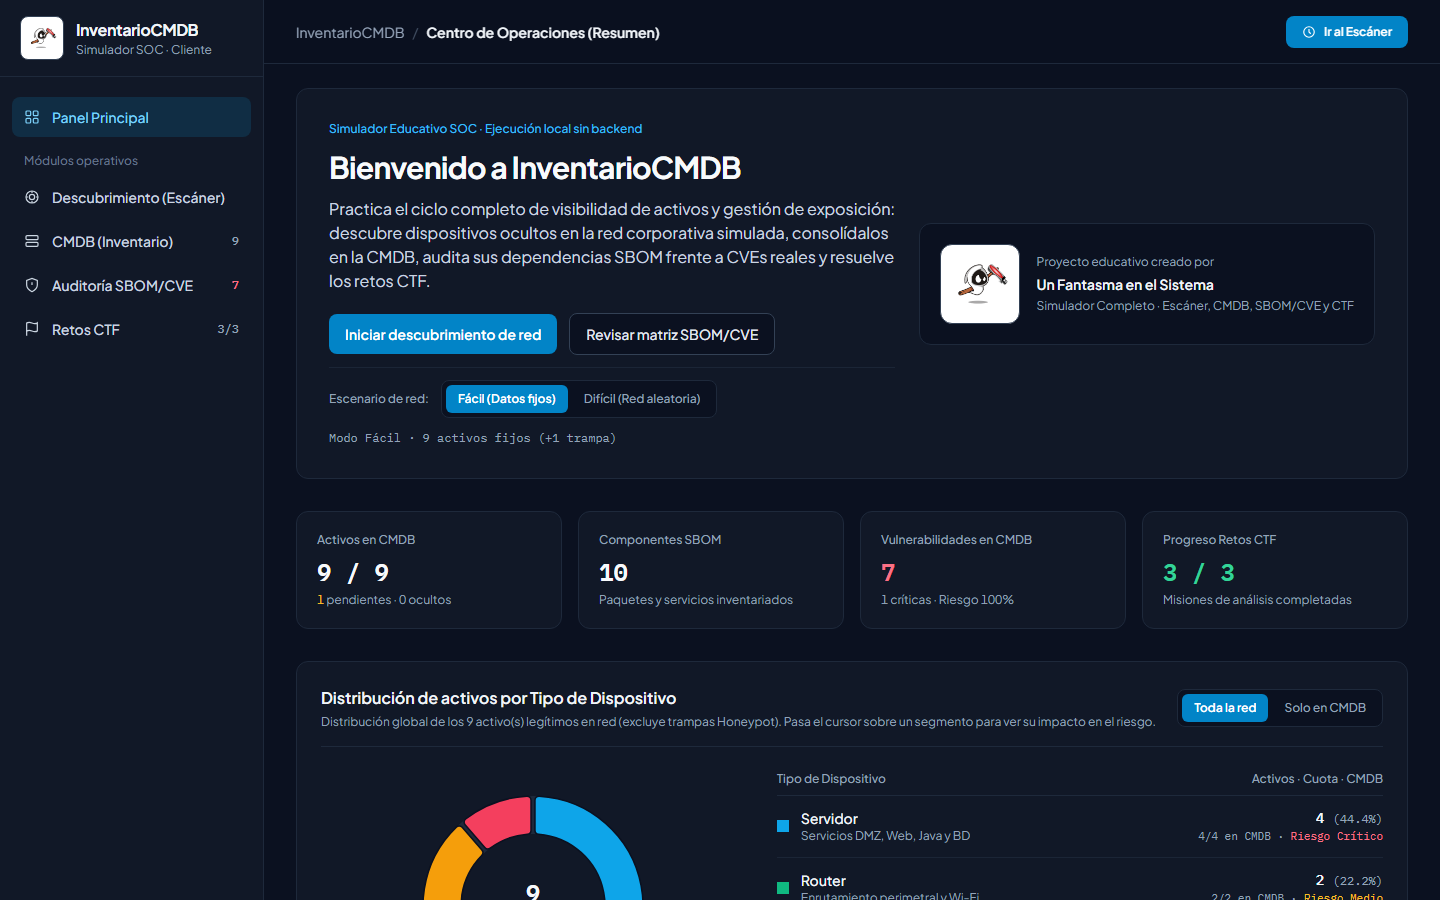 InventarioCMDB
Simulador SOC · Cliente
Panel Principal
Módulos operativos
Descubrimiento (Escáner)
CMDB (Inventario) 9
Auditoría SBOM/CVE 7
Retos CTF 3/3
InventarioCMDB / Centro de Operaciones (Resumen)
Ir al Escáner
Simulador Educativo SOC · Ejecución local sin backend
Bienvenido a InventarioCMDB
Practica el ciclo completo de visibilidad de activos y gestión de exposición:
descubre dispositivos ocultos en la red corporativa simulada, consolídalos
en la CMDB, audita sus dependencias SBOM frente a CVEs reales y resuelve
los retos CTF.
Iniciar descubrimiento de red
Revisar matriz SBOM/CVE
Escenario de red: Fácil (Datos fijos) Difícil (Red aleatoria)
Modo Fácil · 9 activos fijos (+1 trampa)
Proyecto educativo creado por
Un Fantasma en el Sistema
Simulador Completo · Escáner, CMDB, SBOM/CVE y CTF
Activos en CMDB
9 / 9
1 pendientes · 0 ocultos
Componentes SBOM
10
Paquetes y servicios inventariados
Vulnerabilidades en CMDB
7
1 críticas · Riesgo 100%
Progreso Retos CTF
3 / 3
Misiones de análisis completadas
Distribución de activos por Tipo de Dispositivo
Distribución global de los 9 activo(s) legítimos en red (excluye trampas Honeypot). Pasa el cursor sobre un segmento para ver su impacto en el riesgo.
Toda la red Solo en CMDB
9
Tipo de Dispositivo Activos · Cuota · CMDB
Servidor 4 (44.4%)
Servicios DMZ, Web, Java y BD 4/4 en CMDB · Riesgo Crítico
Router 2 (22.2%)
Enrutamiento perimetral y Wi-Fi 2/2 en CMDB · Riesgo Medio